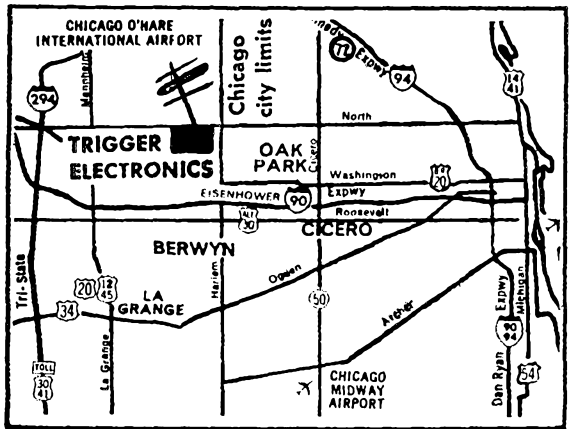 CHICAGO O'HARE
INTERNATIONAL AIRPORT
294
Mannheim
Chicago
city limits
Expwy
94
14
41
North
TRIGGER
ELECTRONICS
OAK
PARK
Cicero
Washington
20
EISENHOWER
90
Expwy
ALT
30
Roosevelt
CICERO
BERWYN
Tri-State
20
12
45
LA
GRANGE
34
Harlem
Ogden
50
Archer
Expwy
Michigan
90
94
TOLL
30
41
La Grange
CHICAGO
MIDWAY
AIRPORT
Dan Ryan
54